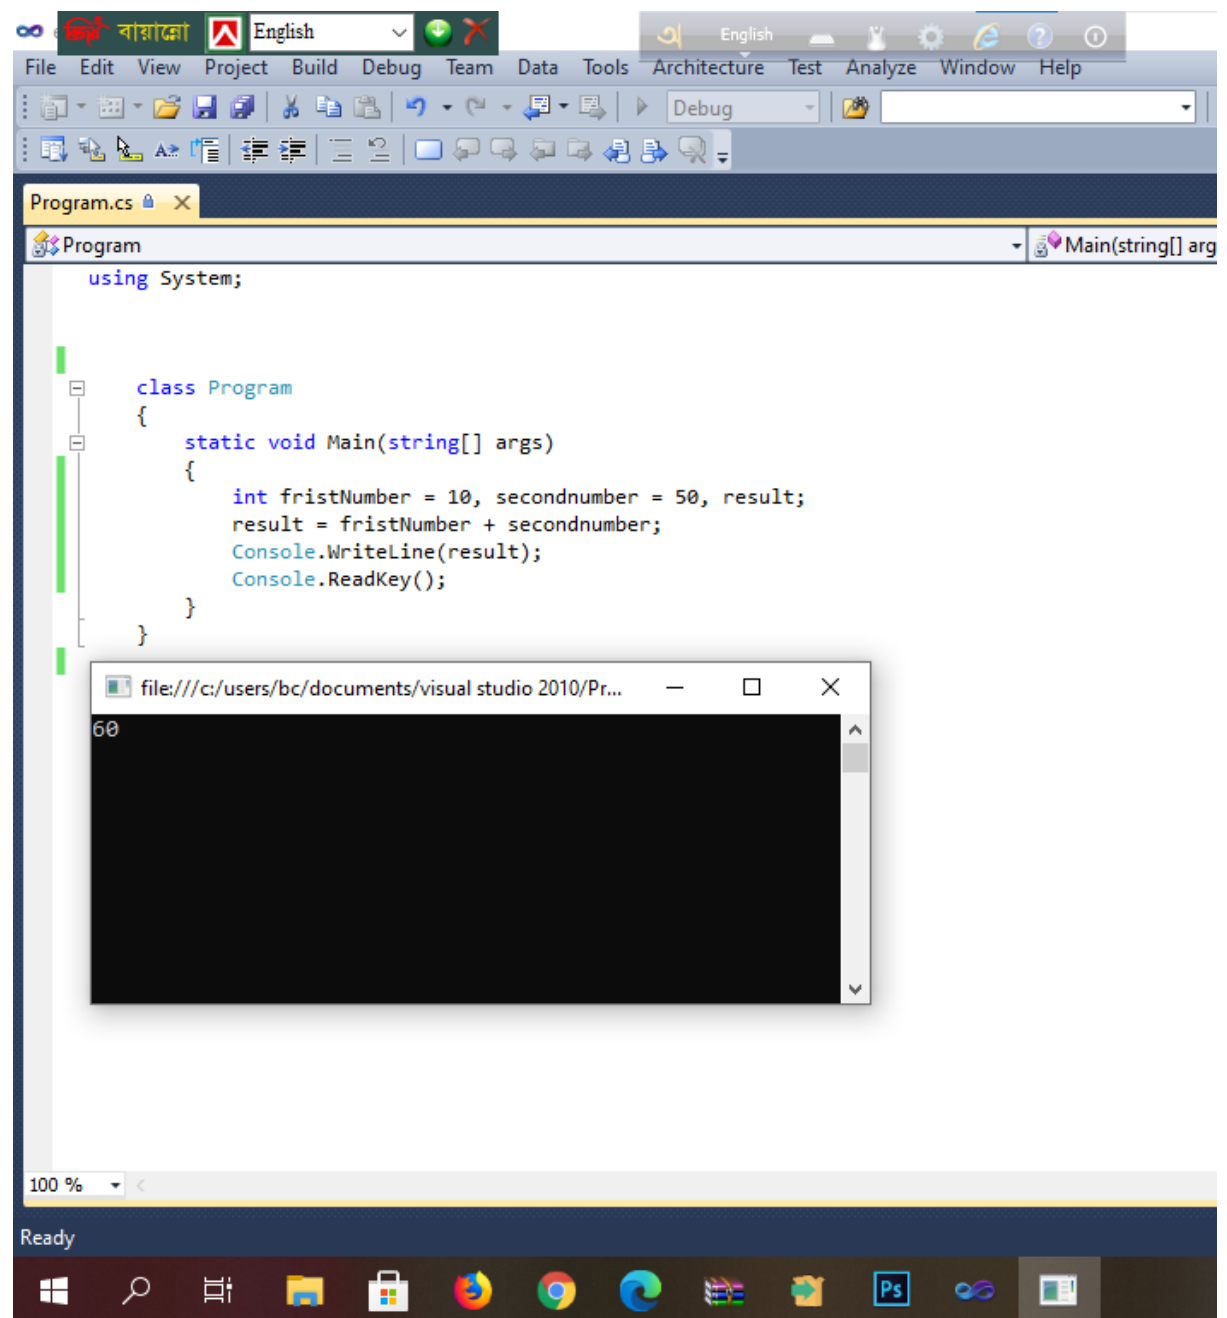 বায়ান্নো English English
File Edit View Project Build Debug Team Data Tools Architecture Test Analyze Window Help
Debug
Program.cs
Program Main(string[] arg
using System;
class Program
{
static void Main(string[] args)
{
int fristNumber = 10, secondnumber = 50, result;
result = fristNumber + secondnumber;
Console.WriteLine(result);
Console.ReadKey();
}
}
file:///c:/users/bc/documents/visual studio 2010/Pr...
60
100 %
Ready
Ps